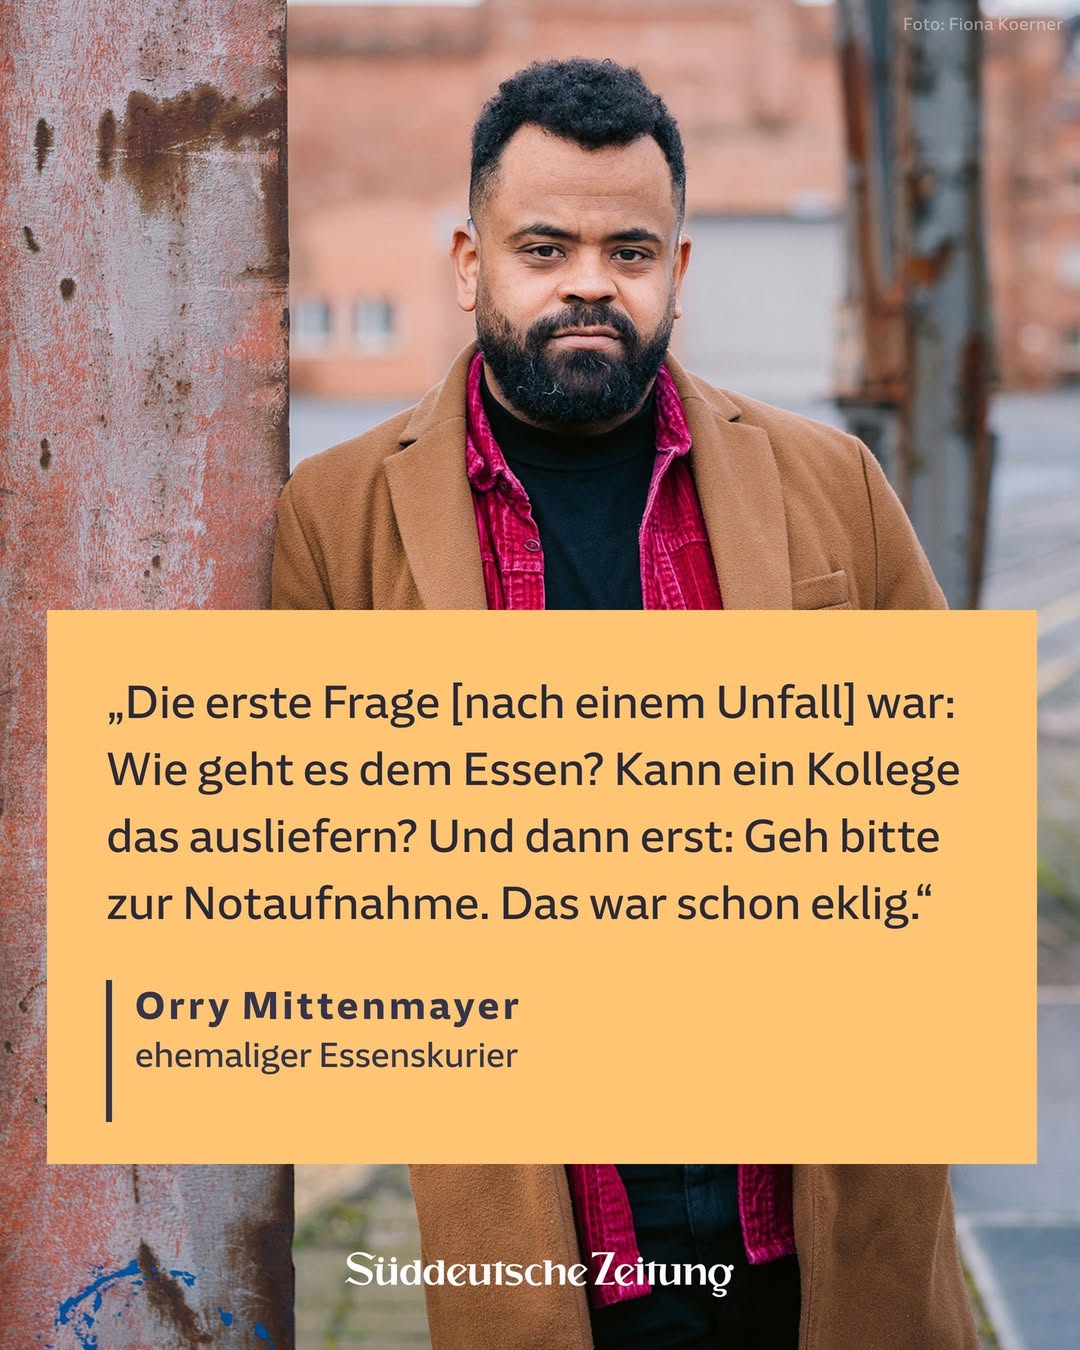 Foto: Fiona Koerner
„Die erste Frage [nach einem Unfall] war:
Wie geht es dem Essen? Kann ein Kollege
das ausliefern? Und dann erst: Geh bitte
zur Notaufnahme. Das war schon eklig.“
Orry Mittenmayer
ehemaliger Essenskurier
Süddeutsche Zeitung